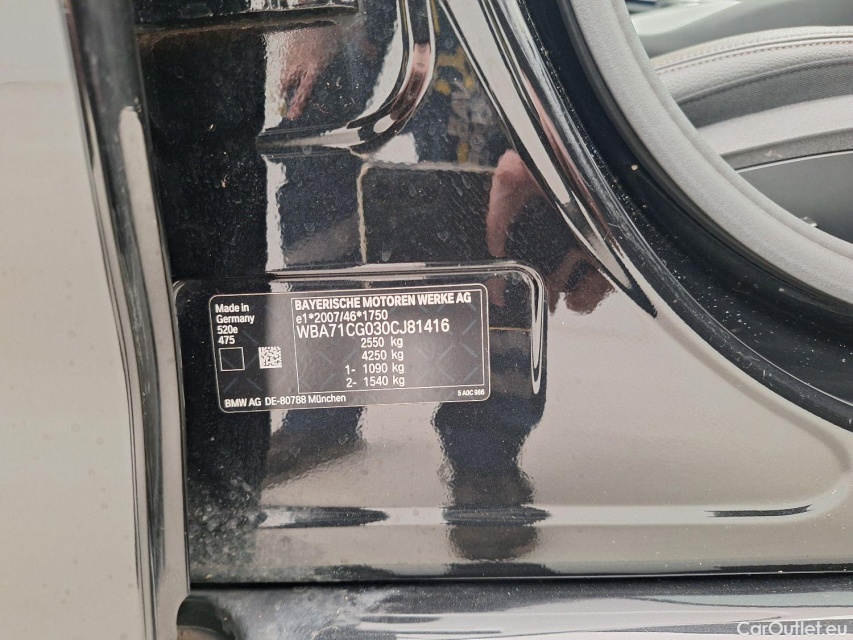 Made in
Germany
520e
475
BAYERISCHE MOTOREN WERKE AG
e1*2007/46*1750
WBA71CG030CJ81416
2550 kg
4250 kg
1- 1090 kg
2- 1540 kg
BMW AG DE-80788 München
5 A0C 986
CarOutlet.eu